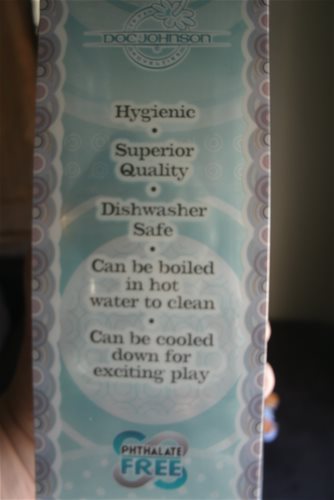 DOC JOHNSON
Hygienic
•
Superior
Quality
•
Dishwasher
Safe
•
Can be boiled
in hot
water to clean
•
Can be cooled
down for
exciting play
PHTHALATE
FREE